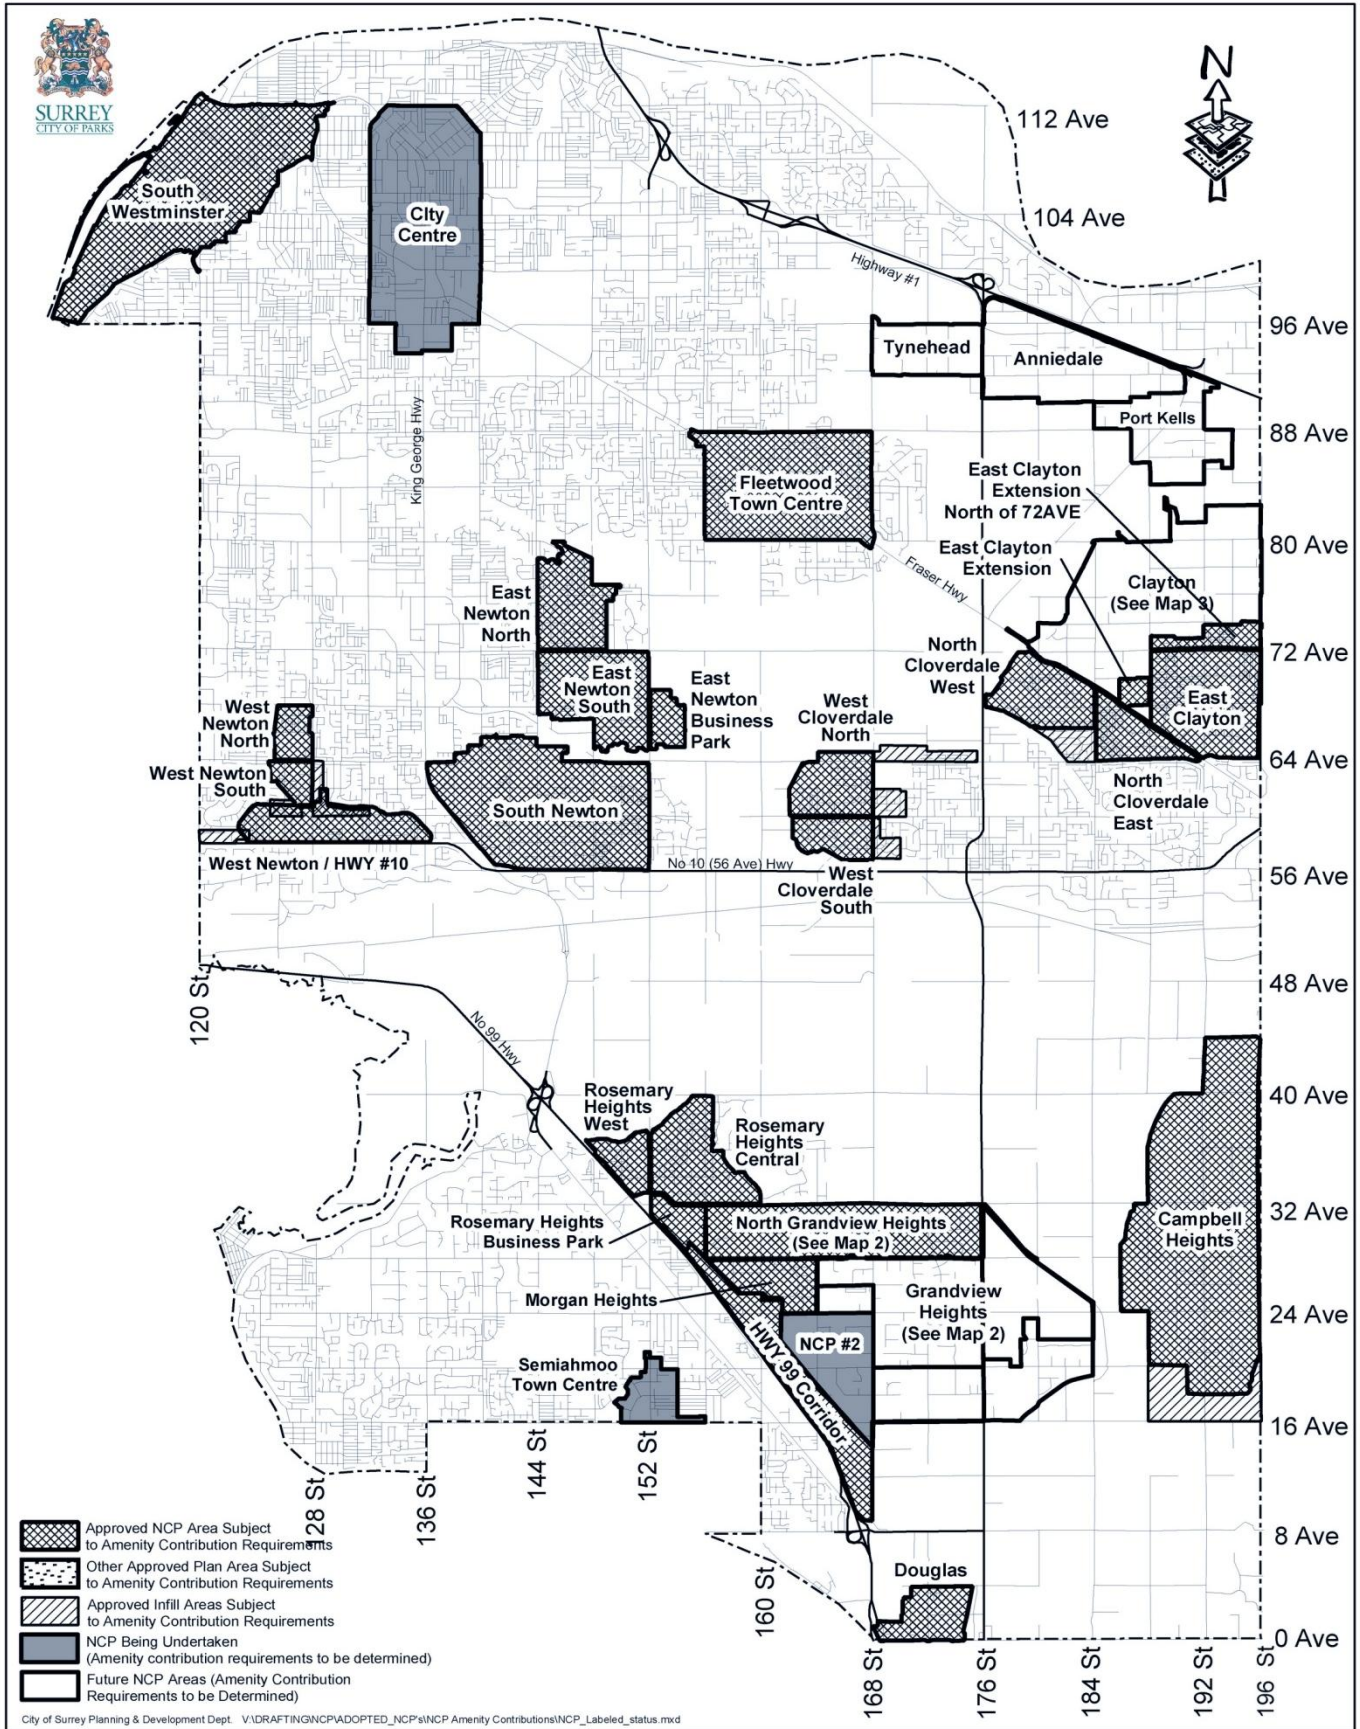 SURREY
CITY OF PARKS
N
112 Ave
South
Westminster
CIty
Centre
104 Ave
Highway #1
96 Ave
Tynehead
Anniedale
Port Kells
88 Ave
King George Hwy
Fleetwood
Town Centre
East Clayton
Extension
North of 72AVE
80 Ave
East Clayton
Extension
Fraser Hwy
Clayton
(See Map 3)
East
Newton
North
72 Ave
North
Cloverdale
West
East
Newton
South
East
Newton
Business
Park
East
Clayton
West
Newton
North
West
Cloverdale
North
64 Ave
West Newton
South
North
Cloverdale
East
South Newton
West Newton / HWY #10
No 10 (56 Ave) Hwy
56 Ave
West
Cloverdale
South
48 Ave
120 St
No 99 Hwy
40 Ave
Rosemary
Heights
West
Rosemary
Heights
Central
32 Ave
Rosemary Heights
Business Park
North Grandview Heights
(See Map 2)
Campbell
Heights
Morgan Heights
Grandview
Heights
(See Map 2)
24 Ave
NCP #2
HWY 99 Corridor
Semiahmoo
Town Centre
16 Ave
144 St
152 St
128 St
136 St
8 Ave
Douglas
160 St
0 Ave
168 St
176 St
184 St
192 St
196 St
Approved NCP Area Subject
to Amenity Contribution Requirements
Other Approved Plan Area Subject
to Amenity Contribution Requirements
Approved Infill Areas Subject
to Amenity Contribution Requirements
NCP Being Undertaken
(Amenity contribution requirements to be determined)
Future NCP Areas (Amenity Contribution
Requirements to be Determined)
City of Surrey Planning & Development Dept. V:\DRAFTING\NCP\ADOPTED_NCP's\NCP Amenity Contributions\NCP_Labeled_status.mxd